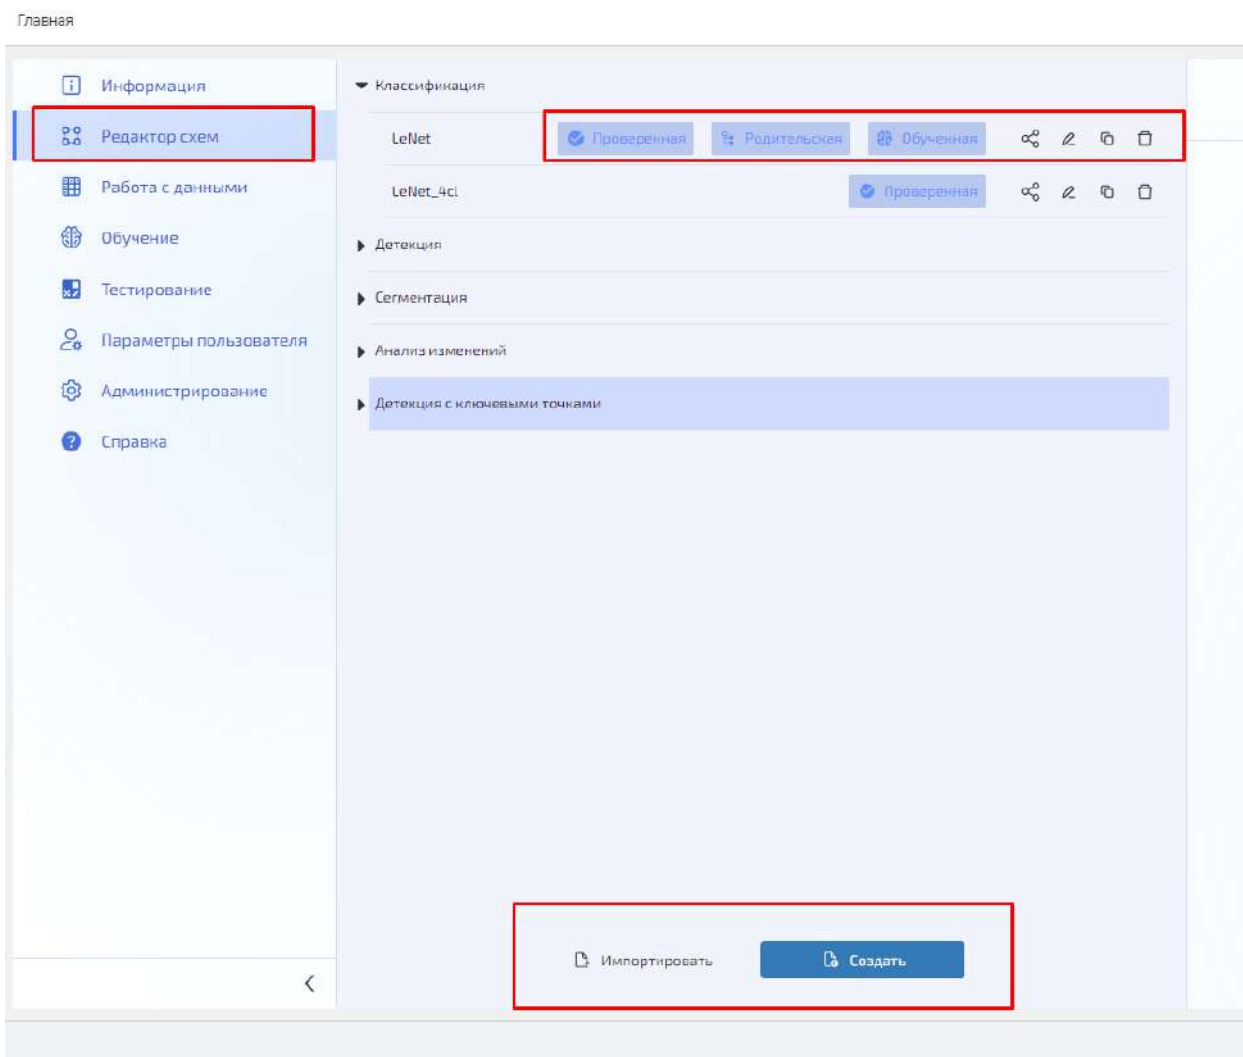 Главная
Информация
Редактор схем
Работа с данными
Обучение
Тестирование
Параметры пользователя
Администрирование
Справка
Классификация
LeNet Проверенная Родительская Обученная
LeNet_4cl Проверенная
Детекция
Сегментация
Анализ изменений
Детекция с ключевыми точками
Импортировать Создать